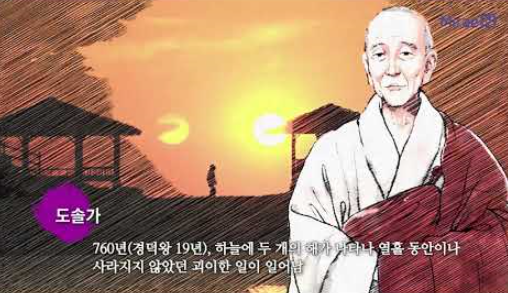 도솔가
760년(경덕왕 19년), 하늘에 두 개의 해가 나타나 열흘 동안이나
사라지지 않았던 괴이한 일이 일어남